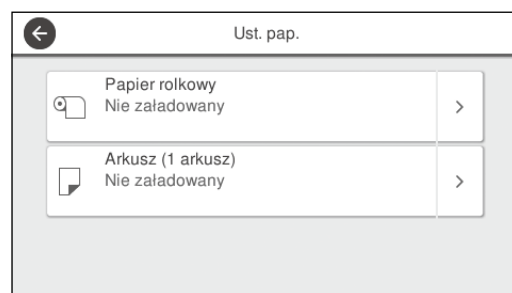 Ust. pap.
Papier rolkowy
Nie załadowany
Arkusz (1 arkusz)
Nie załadowany